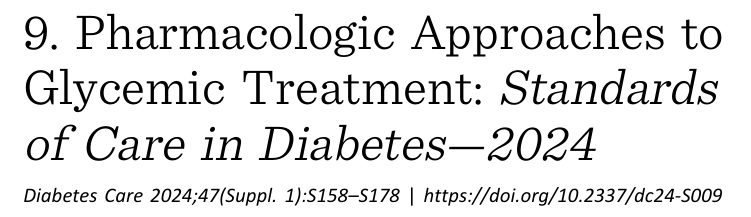 9. Pharmacologic Approaches to
Glycemic Treatment: Standards
of Care in Diabetes—2024
Diabetes Care 2024;47(Suppl. 1):S158–S178 | https://doi.org/10.2337/dc24-S009